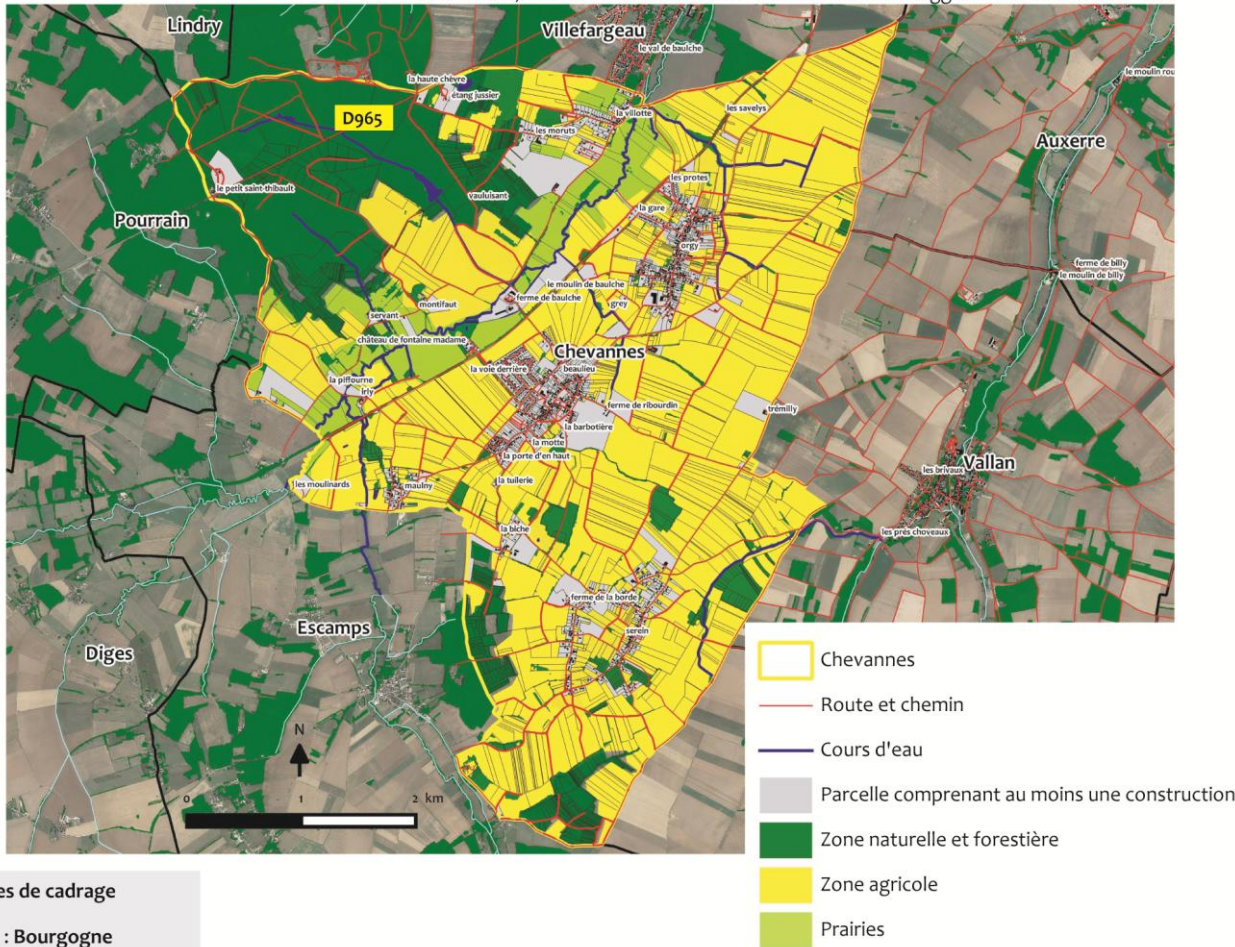 Lindry
Villefargeau
le val de baulche
la haute chèvre
étang jussier
le moulin rou
D965
la villotte
les savelys
les moruts
Auxerre
le petit saint-thibault
vauluisant
les protes
Pourrain
la gare
orgy
ferme de billy
le moulin de billy
le moulin de baulche
ferme de baulche
montifaut
grey
servant
château de fontaine madame
Chevannes
la voie derrière
beaulieu
la piffourne
irly
ferme de ribourdin
trémilly
la barbotière
la motte
la porte d'en haut
Vallan
les brivaux
les moulinards
maulny
la tuilerie
la biche
les prés choveaux
ferme de la borde
Escamps
serein
Diges
N
0 1 2 km
Chevannes
Route et chemin
Cours d'eau
Parcelle comprenant au moins une construction
Zone naturelle et forestière
Zone agricole
Prairies
es de cadrage
: Bourgogne